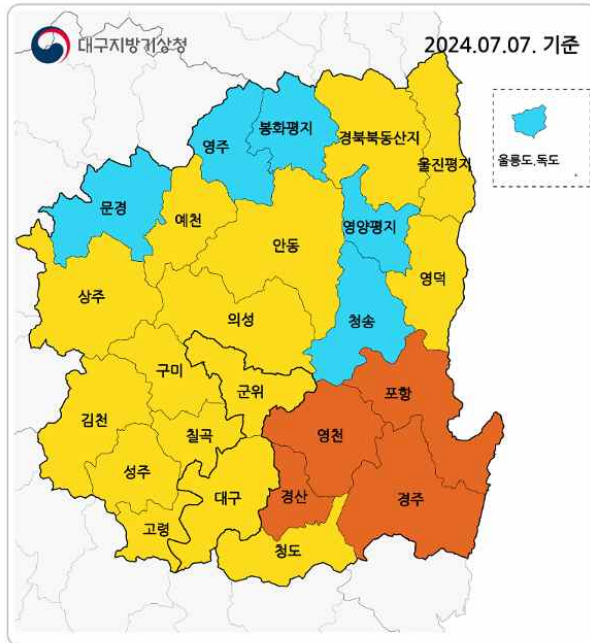 대구지방기상청
2024.07.07. 기준
봉화평지
영주
경북북동산지
울진평지
울릉도.독도
문경
예천
영양평지
안동
영덕
상주
의성
청송
구미
군위
포항
김천
칠곡
영천
성주
대구
경산
경주
고령
청도